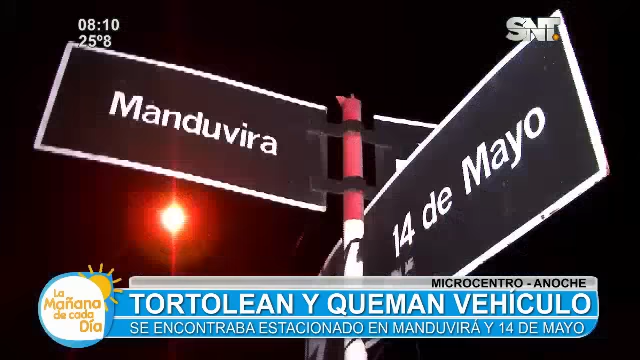 08:10
25°8
SNT.
Manduvira
14 de Mayo
MICROCENTRO - ANOCHE
La
Mañana
de cada
Día
TORTOLEAN Y QUEMAN VEHÍCULO
SE ENCONTRABA ESTACIONADO EN MANDUVIRÁ Y 14 DE MAYO